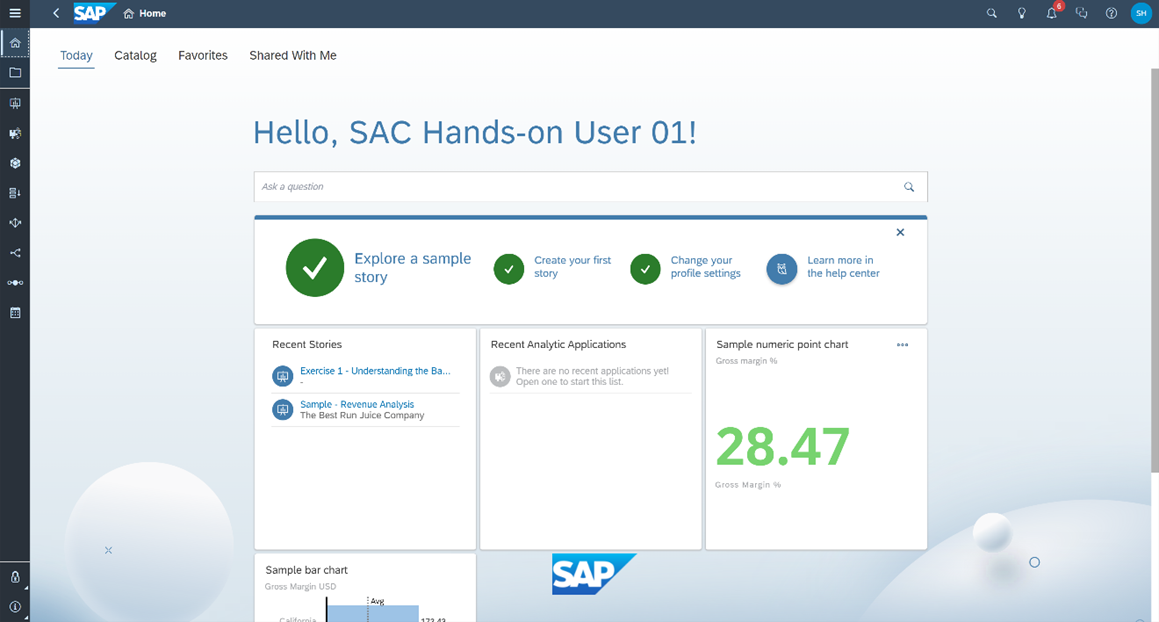 SAP
Home
6
SH
Today
Catalog
Favorites
Shared With Me
Hello, SAC Hands-on User 01!
Ask a question
Explore a sample
story
Create your first
story
Change your
profile settings
Learn more in
the help center
Recent Stories
Exercise 1 - Understanding the Ba...
-
Sample - Revenue Analysis
The Best Run Juice Company
Recent Analytic Applications
There are no recent applications yet!
Open one to start this list.
Sample numeric point chart
Gross margin %
28.47
Gross Margin %
Sample bar chart
Gross Margin USD
Avg
California
172.43
SAP